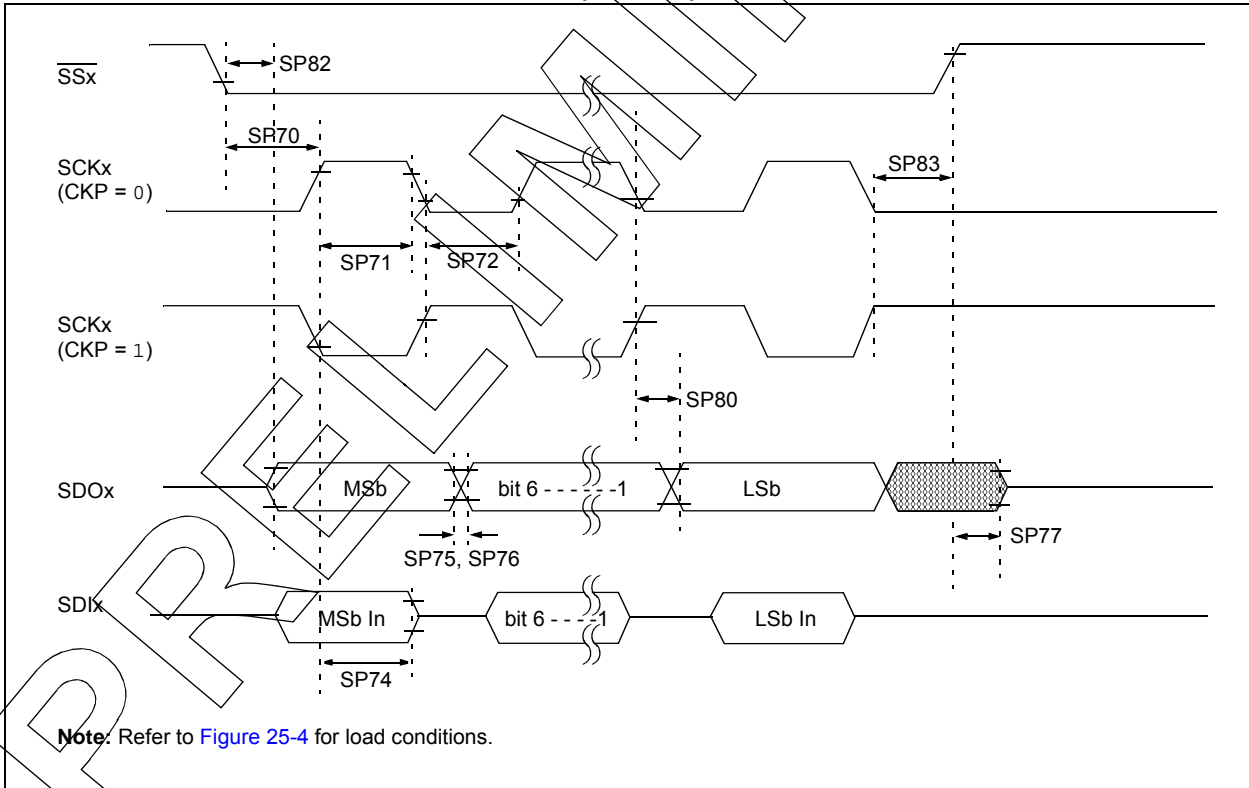 SSx
SP82
SP70
SCKx
(CKP = 0)
SP83
SP71
SP72
SCKx
(CKP = 1)
SP80
SDOx
MSb
bit 6 - - - - - -1
LSb
SP77
SP75, SP76
SDIx
MSb In
bit 6 - - - -1
LSb In
SP74
Note: Refer to Figure 25-4 for load conditions.
PRELIMI